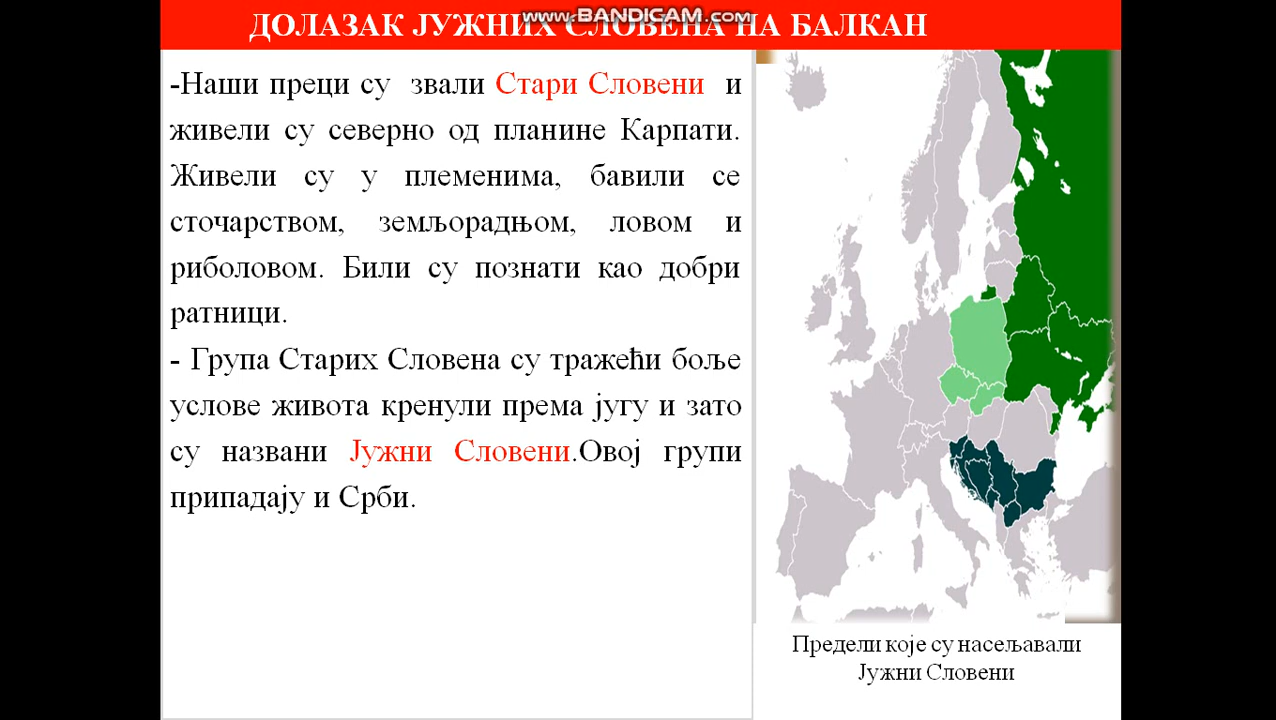 www.BANDICAM.com
ДОЛАЗАК ЈУЖНИХ СЛОВЕНА НА БАЛКАН
-Наши преци су звали Стари Словени и
живели су северно од планине Карпати.
Живели су у племенима, бавили се
сточарством, земљорадњом, ловом и
риболовом. Били су познати као добри
ратници.
- Група Старих Словена су тражећи боље
услове живота кренули према југу и зато
су названи Јужни Словени.Овој групи
припадају и Срби.
Предели које су насељавали
Јужни Словени